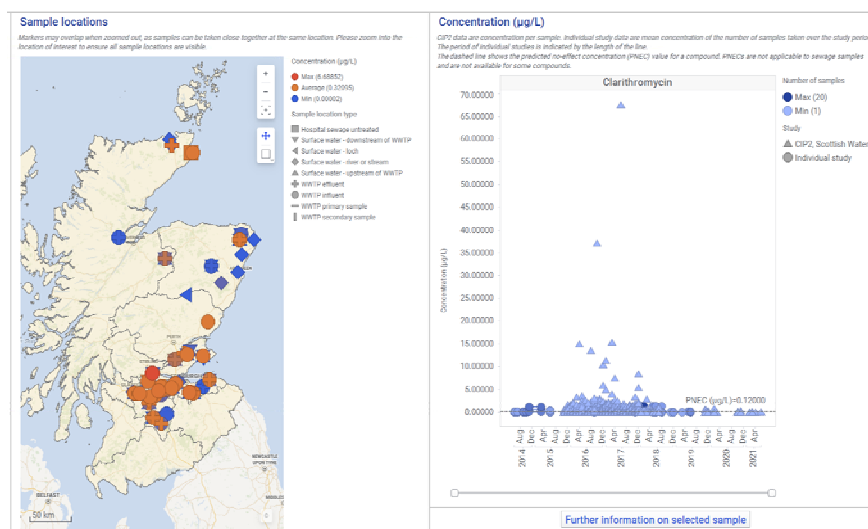 Sample locations
Markers may overlap when zoomed out, as samples can be taken close together at the same location. Please zoom into the
location of interest to ensure all sample locations are visible.
Concentration (µg/L)
Max (6.65852)
Average (0.32935)
Min (0.00002)
Sample location type
Hospital sewage untreated
Surface water - downstream of WWTP
Surface water - loch
Surface water - river or stream
Surface water - upstream of WWTP
WWTP effluent
WWTP influent
WWTP primary sample
WWTP secondary sample
PERTH
NEWCASTLE
UPON TYNE
BELFAST
50 km
Concentration (µg/L)
CIP2 data are concentration per sample. Individual study data are mean concentration of the number of samples taken over the study period.
The period of individual studies is indicated by the length of the line.
The dashed line shows the predicted no-effect concentration (PNEC) value for a compound. PNECs are not applicable to sewage samples
and are not available for some compounds.
Clarithromycin
Concentration (µg/L)
70.00000
65.00000
60.00000
55.00000
50.00000
45.00000
40.00000
35.00000
30.00000
25.00000
20.00000
15.00000
10.00000
5.00000
0.00000
PNEC (µg/L)=0.12000
Aug Dec Apr Aug Dec Apr Aug Dec Apr Aug Dec Apr Aug Dec Apr Aug Dec Apr Aug Dec Apr
2014 2015 2016 2017 2018 2019 2020 2021
Number of samples
Max (20)
Min (1)
Study
CIP2, Scottish Water
Individual study
Further information on selected sample